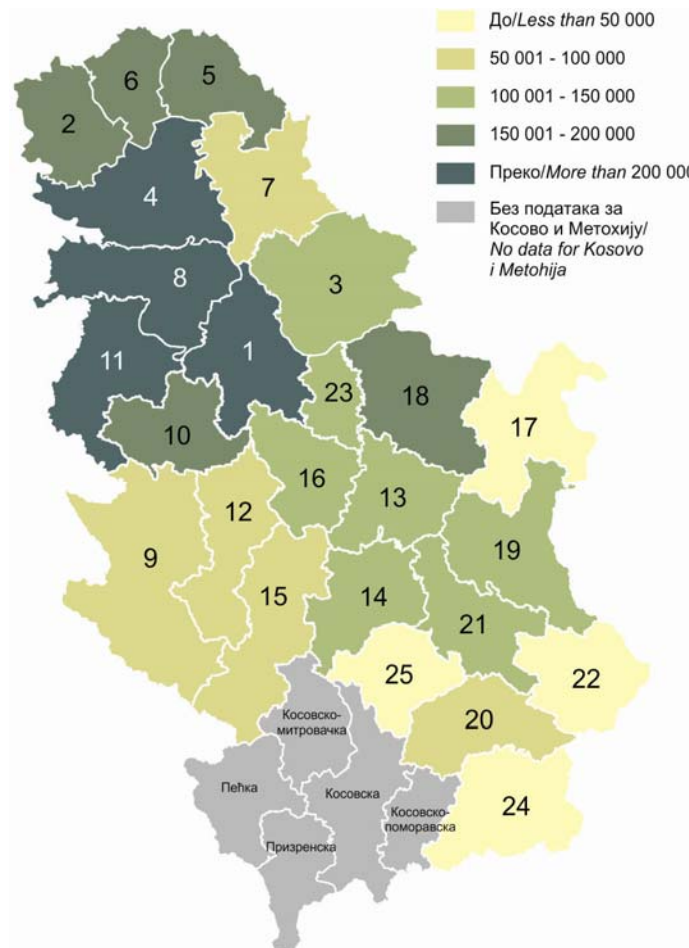 До/Less than 50 000
50 001 - 100 000
100 001 - 150 000
150 001 - 200 000
Преко/More than 200 000
Без података за
Косово и Метохију/
No data for Kosovo
i Metohija
5
6
2
7
4
8
3
1
11
23
18
17
10
16
12
13
19
9
15
14
21
25
22
20
Косовско-
митровачка
Пећка
Косовска
Косовско-
поморавска
24
Призренска